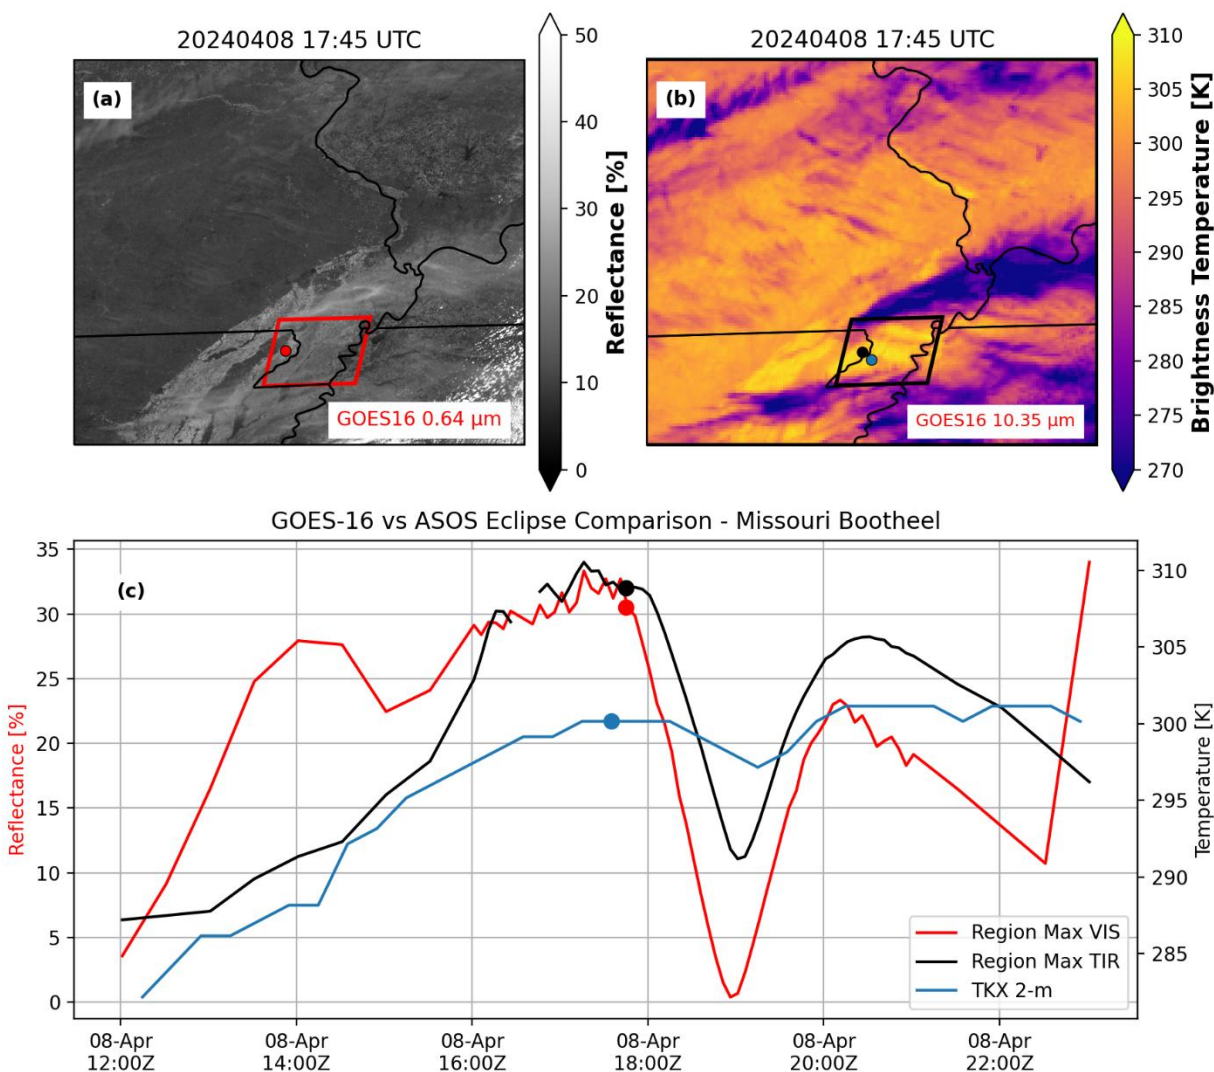 20240408 17:45 UTC
(a)
GOES16 0.64 μm
50
40
30
20
10
0
Reflectance [%]
20240408 17:45 UTC
(b)
GOES16 10.35 μm
310
305
300
295
290
285
280
275
270
Brightness Temperature [K]
GOES-16 vs ASOS Eclipse Comparison - Missouri Bootheel
(c)
35
30
25
20
15
10
5
0
Reflectance [%]
310
305
300
295
290
285
Temperature [K]
Region Max VIS
Region Max TIR
TKX 2-m
08-Apr
12:00Z
08-Apr
14:00Z
08-Apr
16:00Z
08-Apr
18:00Z
08-Apr
20:00Z
08-Apr
22:00Z